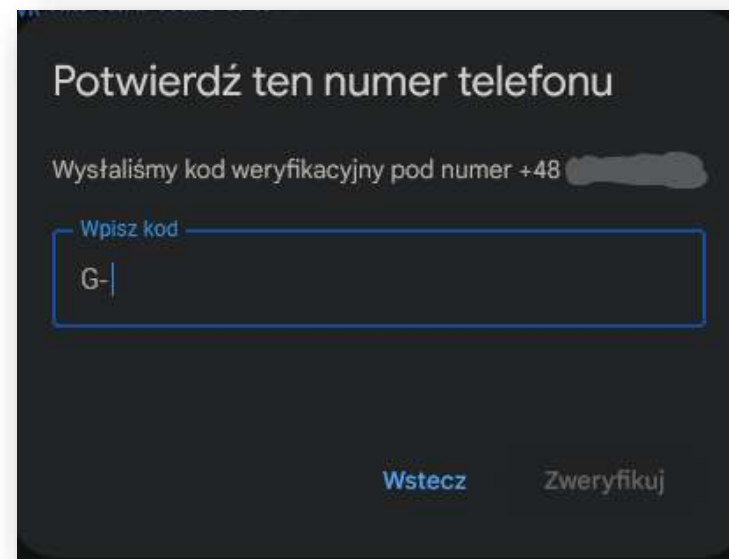 Potwierdź ten numer telefonu
Wysłaliśmy kod weryfikacyjny pod numer +48
Wpisz kod
G-
Wstecz
Zweryfikuj